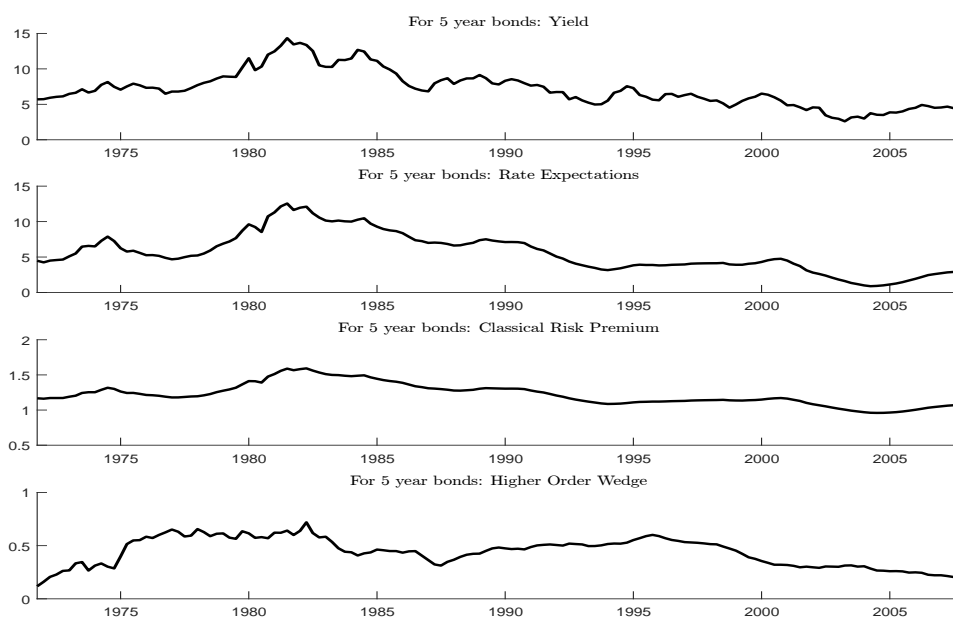 For 5 year bonds: Yield
15
10
5
0
1975 1980 1985 1990 1995 2000 2005
For 5 year bonds: Rate Expectations
15
10
5
0
1975 1980 1985 1990 1995 2000 2005
For 5 year bonds: Classical Risk Premium
2
1.5
1
0.5
1975 1980 1985 1990 1995 2000 2005
For 5 year bonds: Higher Order Wedge
1
0.5
0
1975 1980 1985 1990 1995 2000 2005